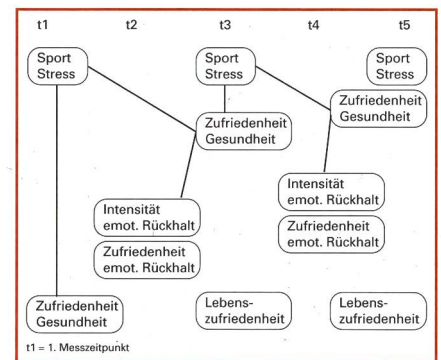 t1 t2 t3 t4 t5
Sport
Stress
Sport
Stress
Sport
Stress
Zufriedenheit
Gesundheit
Zufriedenheit
Gesundheit
Intensität
emot. Rückhalt
Zufriedenheit
emot. Rückhalt
Intensität
emot. Rückhalt
Zufriedenheit
emot. Rückhalt
Zufriedenheit
Gesundheit
Lebens-
zufriedenheit
Lebens-
zufriedenheit
t1 = 1. Messzeitpunkt